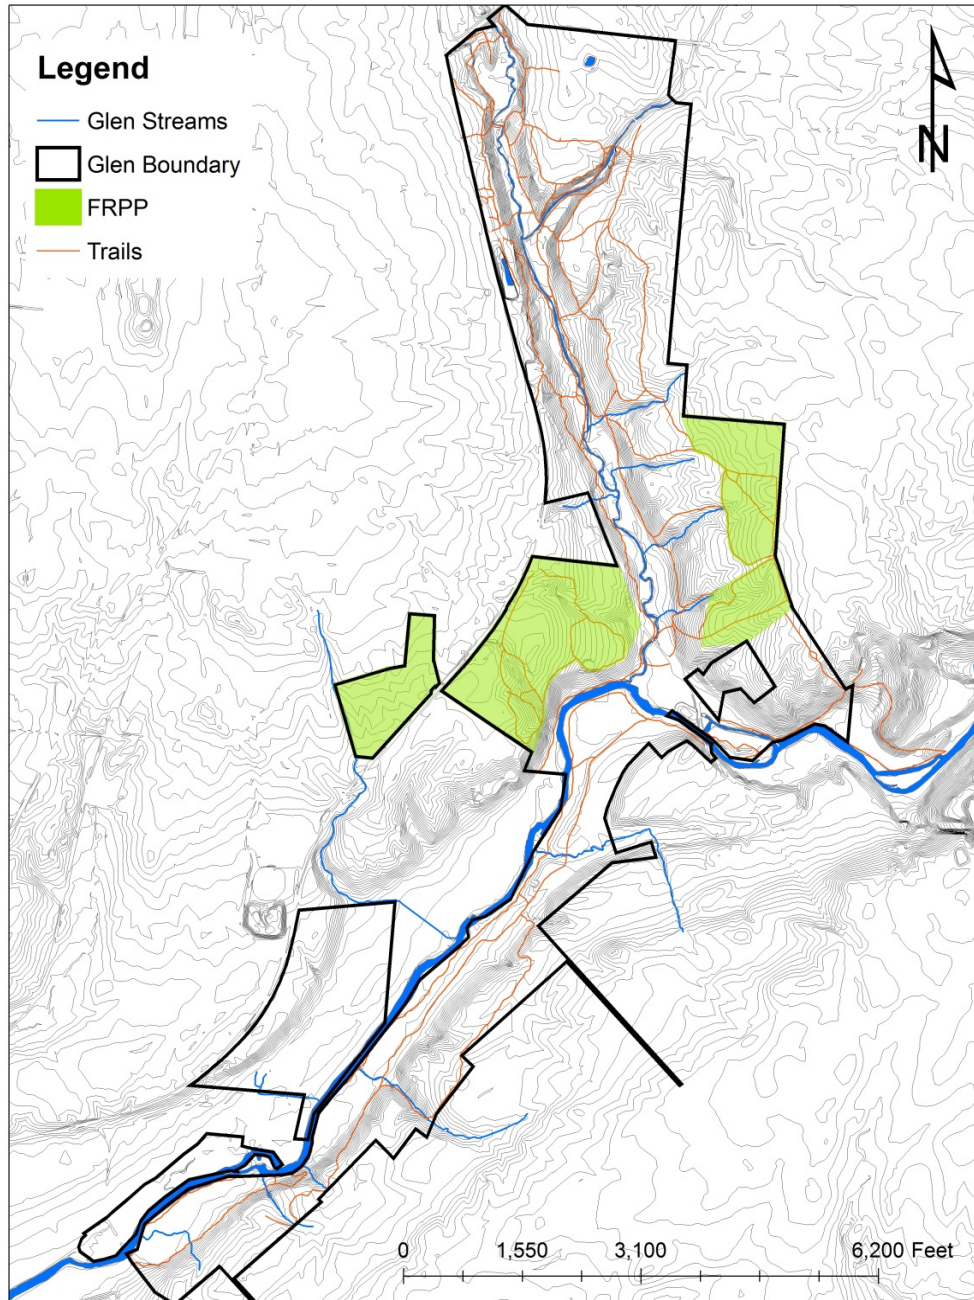 Legend
Glen Streams
Glen Boundary
FRPP
Trails
N
0 1,550 3,100 6,200 Feet